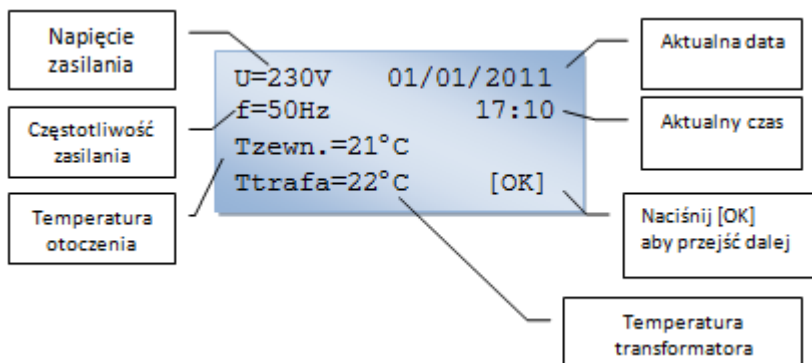 Napięcie
zasilania
Częstotliwość
zasilania
Temperatura
otoczenia
U=230V 01/01/2011
f=50Hz 17:10
Tzewn.=21°C
Ttrafa=22°C [OK]
Aktualna data
Aktualny czas
Naciśnij [OK]
aby przejść dalej
Temperatura
transformatora